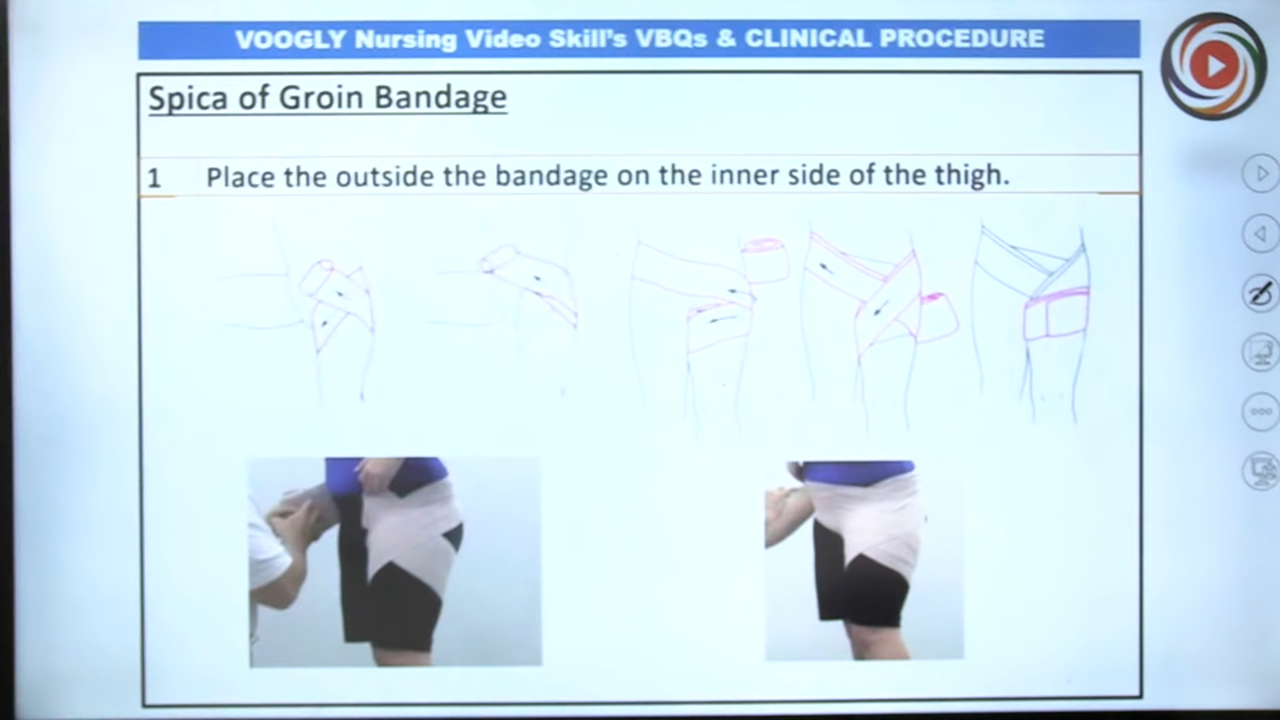 VOOGLY Nursing Video Skill's VBQs & CLINICAL PROCEDURE
Spica of Groin Bandage
1 Place the outside the bandage on the inner side of the thigh.